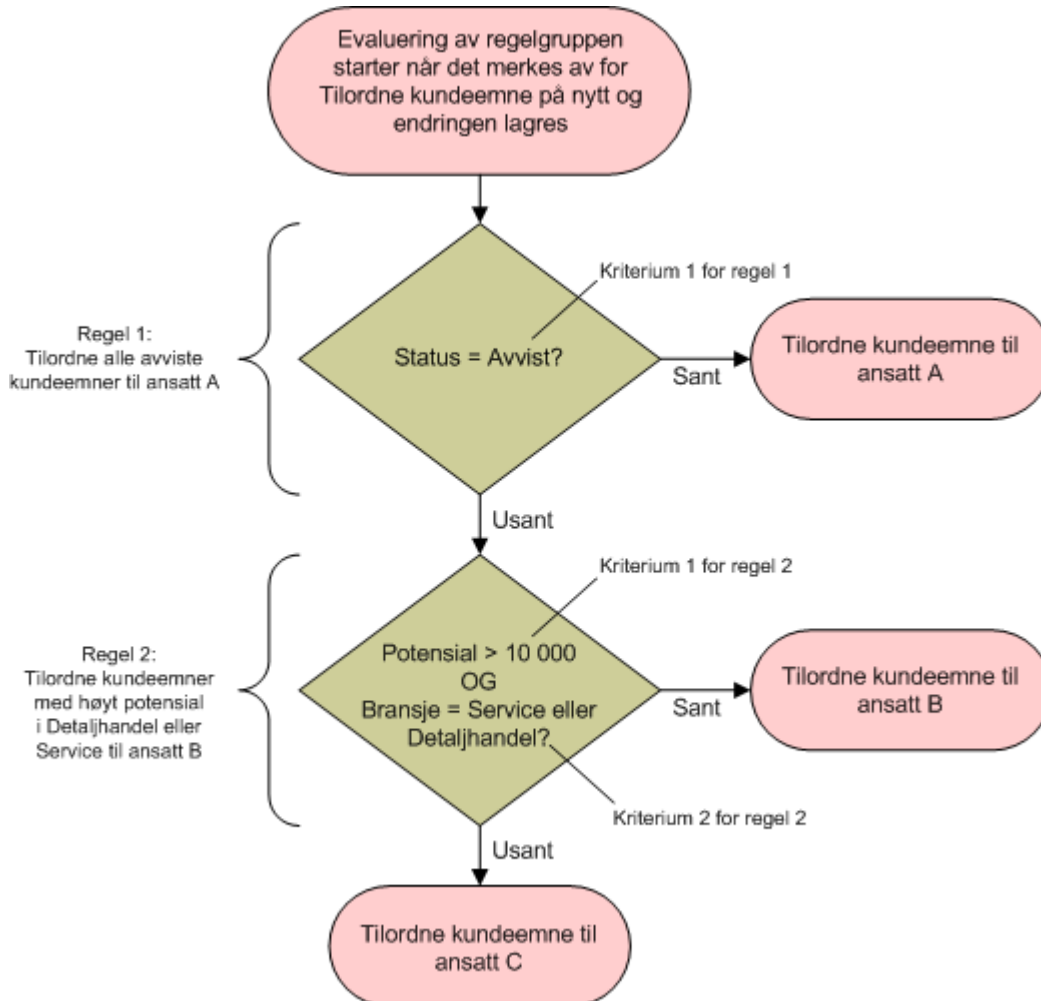 Evaluering av regelgruppen
starter når det merkes av for
Tilordne kundeemne på nytt og
endringen lagres
Kriterium 1 for regel 1
Regel 1:
Tilordne alle avviste
kundeemner til ansatt A
Status = Avvist?
Sant
Tilordne kundeemne til
ansatt A
Usant
Kriterium 1 for regel 2
Regel 2:
Tilordne kundeemner
med høyt potensial
i Detaljhandel eller
Service til ansatt B
Potensial > 10 000
OG
Bransje = Service eller
Detaljhandel?
Sant
Tilordne kundeemne til
ansatt B
Kriterium 2 for regel 2
Usant
Tilordne kundeemne til
ansatt C